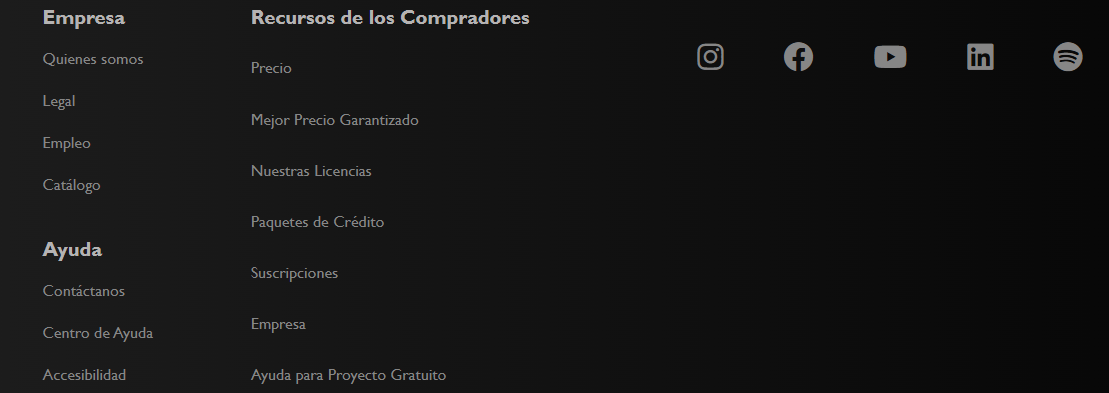 Empresa
Quienes somos
Legal
Empleo
Catálogo
Ayuda
Contáctanos
Centro de Ayuda
Accesibilidad
Recursos de los Compradores
Precio
Mejor Precio Garantizado
Nuestras Licencias
Paquetes de Crédito
Suscripciones
Empresa
Ayuda para Proyecto Gratuito
in